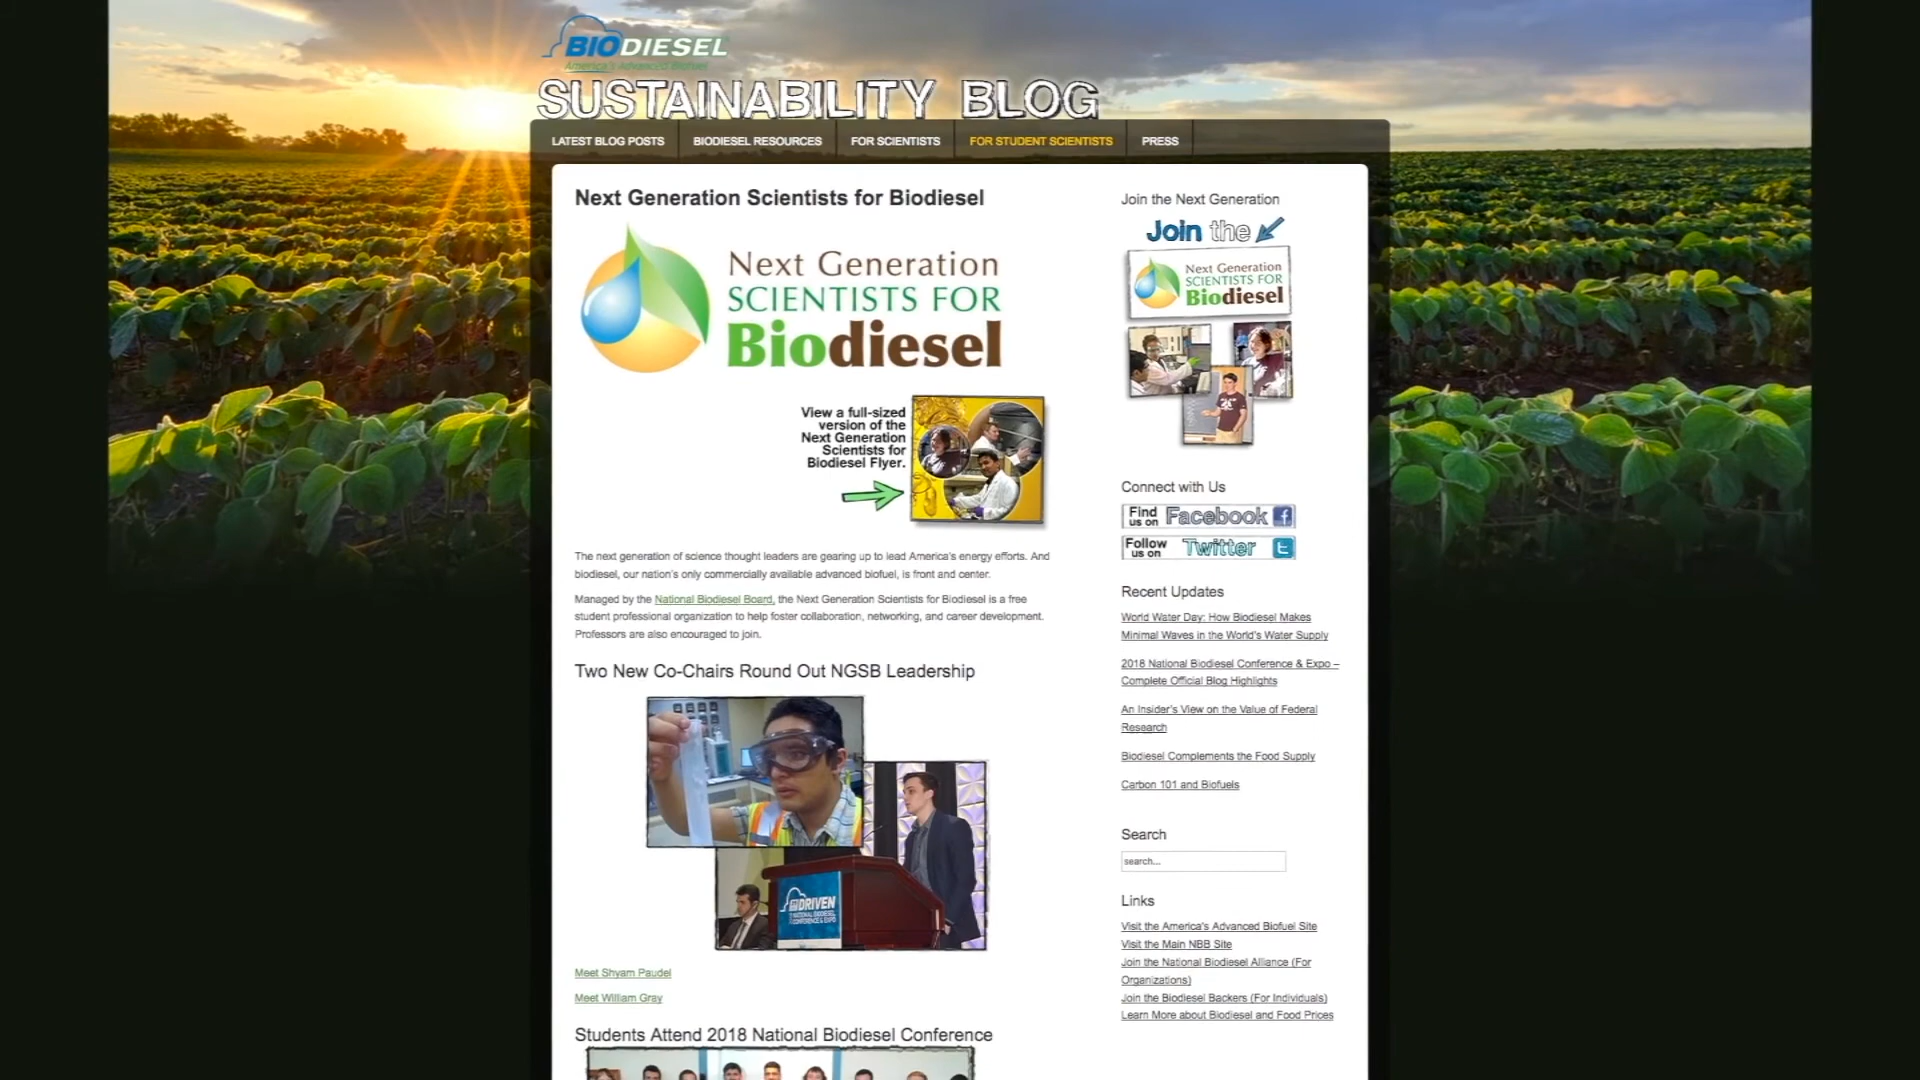 BIODIESEL
America's Advanced Biofuel
SUSTAINABILITY BLOG
LATEST BLOG POSTS
BIODIESEL RESOURCES
FOR SCIENTISTS
FOR STUDENT SCIENTISTS
PRESS
Next Generation Scientists for Biodiesel
Next Generation
SCIENTISTS FOR
Biodiesel
View a full-sized
version of the
Next Generation
Scientists for
Biodiesel Flyer.
The next generation of science thought leaders are gearing up to lead America's energy efforts. And
biodiesel, our nation's only commercially available advanced biofuel, is front and center.
Managed by the National Biodiesel Board, the Next Generation Scientists for Biodiesel is a free
student professional organization to help foster collaboration, networking, and career development.
Professors are also encouraged to join.
Two New Co-Chairs Round Out NGSB Leadership
DRIVEN
NATIONAL BIODIESEL
CONFERENCE & EXPO
Meet Shyam Paudel
Meet William Gray
Students Attend 2018 National Biodiesel Conference
Join the Next Generation
Join the
Next Generation
SCIENTISTS FOR
Biodiesel
Connect with Us
Find
us on Facebook f
Follow
us on Twitter t
Recent Updates
World Water Day: How Biodiesel Makes
Minimal Waves in the World's Water Supply
2018 National Biodiesel Conference & Expo –
Complete Official Blog Highlights
An Insider's View on the Value of Federal
Research
Biodiesel Complements the Food Supply
Carbon 101 and Biofuels
Search
search...
Links
Visit the America's Advanced Biofuel Site
Visit the Main NBB Site
Join the National Biodiesel Alliance (For
Organizations)
Join the Biodiesel Backers (For Individuals)
Learn More about Biodiesel and Food Prices